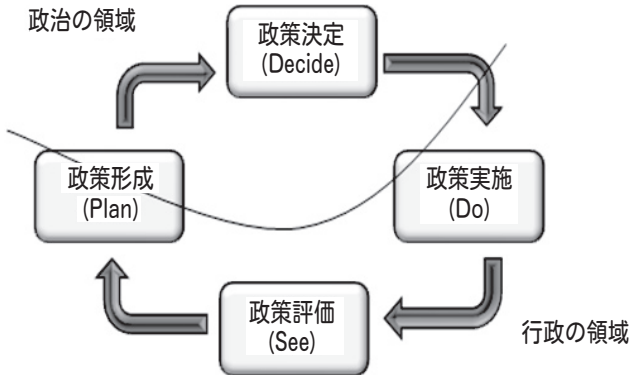 政治の領域
政策決定
(Decide)
政策形成
(Plan)
政策実施
(Do)
政策評価
(See)
行政の領域